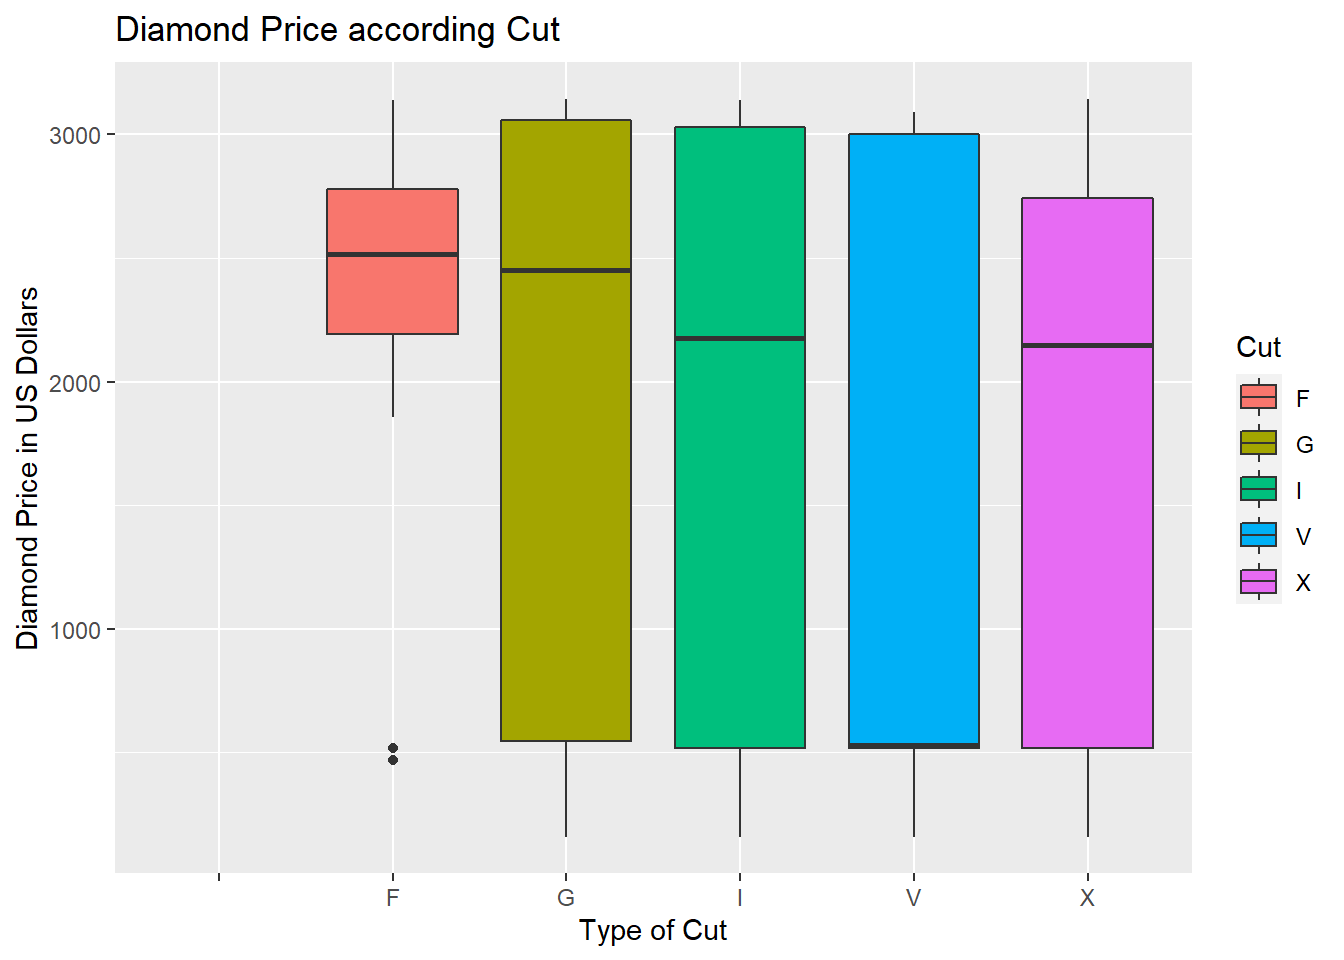 Diamond Price according Cut
Diamond Price in US Dollars
3000
2000
1000
F G I V X
Type of Cut
Cut
F
G
I
V
X